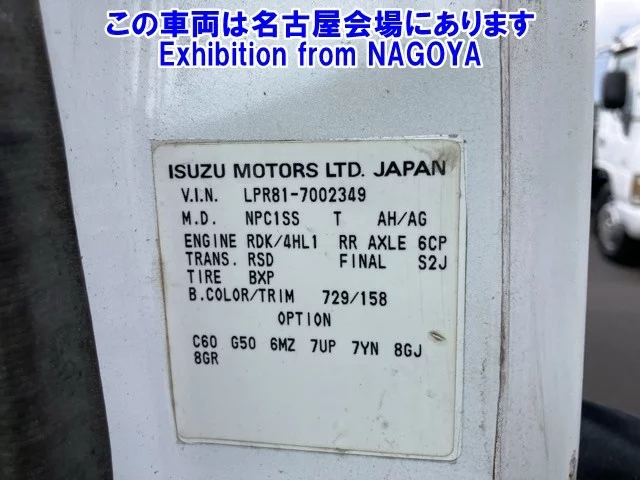 この車両は名古屋会場にあります
Exhibition from NAGOYA
ISUZU MOTORS LTD. JAPAN
V.I.N. LPR81-7002349
M.D. NPC1SS T AH/AG
ENGINE RDK/4HL1 RR AXLE 6CP
TRANS. RSD FINAL S2J
TIRE BXP
B.COLOR/TRIM 729/158
OPTION
C60 G50 6MZ 7UP 7YN 8GJ
8GR